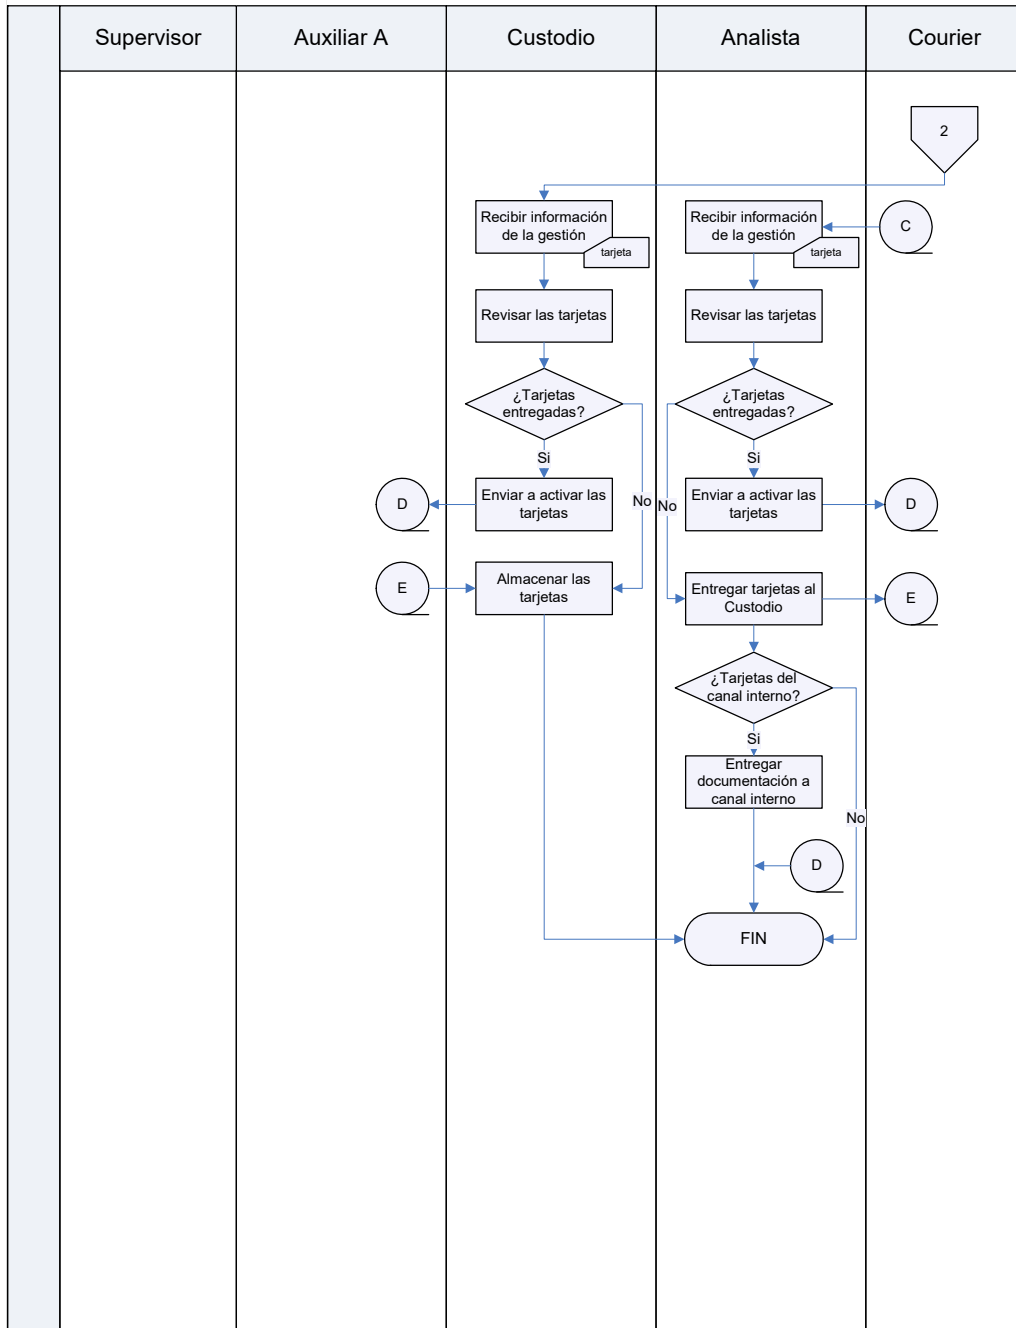 Supervisor
Auxiliar A
Custodio
Analista
Courier
2
Recibir información
de la gestión
tarjeta
Recibir información
de la gestión
tarjeta
C
Revisar las tarjetas
Revisar las tarjetas
¿Tarjetas
entregadas?
¿Tarjetas
entregadas?
Si
Si
No
No
D
Enviar a activar las
tarjetas
Enviar a activar las
tarjetas
D
E
Almacenar las
tarjetas
Entregar tarjetas al
Custodio
E
¿Tarjetas del
canal interno?
Si
Entregar
documentación a
canal interno
No
D
FIN